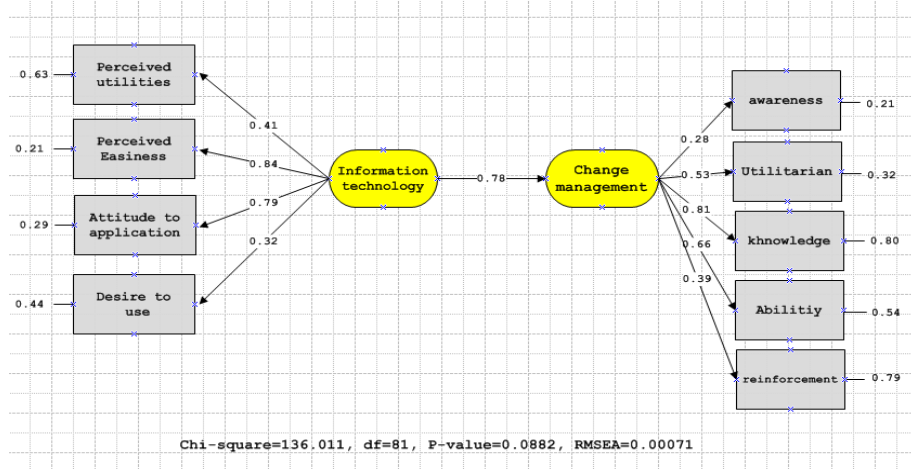 0.63
Perceived
utilities
0.21
Perceived
Easiness
0.29
Attitude to
application
0.44
Desire to
use
0.41
0.84
0.79
0.32
Information
technology
0.78
Change
management
0.28
0.53
0.81
0.66
0.39
awareness
0.21
Utilitarian
0.32
khnowledge
0.80
Abilitiy
0.54
reinforcement
0.79
Chi-square=136.011, df=81, P-value=0.0882, RMSEA=0.00071